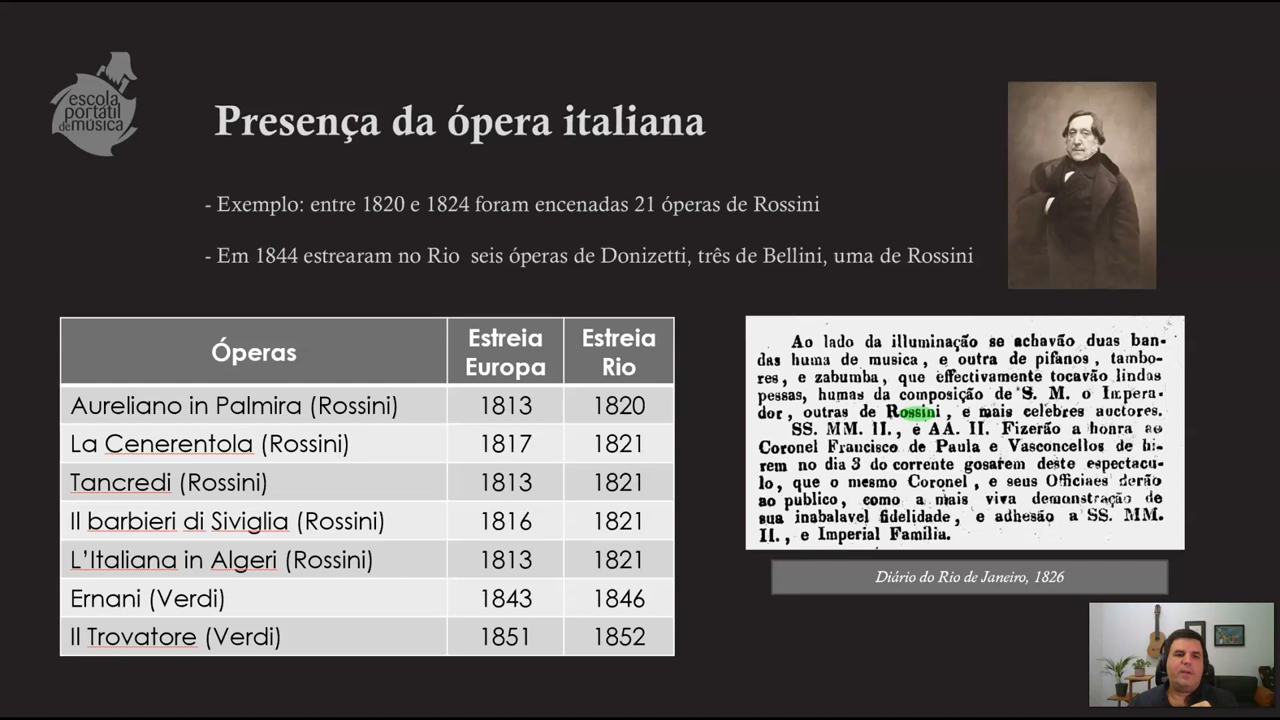 escola
portátil
de música
Presença da ópera italiana
- Exemplo: entre 1820 e 1824 foram encenadas 21 óperas de Rossini
- Em 1844 estrearam no Rio seis óperas de Donizetti, três de Bellini, uma de Rossini
Óperas Estreia Europa Estreia Rio
Aureliano in Palmira (Rossini) 1813 1820
La Cenerentola (Rossini) 1817 1821
Tancredi (Rossini) 1813 1821
Il barbieri di Siviglia (Rossini) 1816 1821
L’Italiana in Algeri (Rossini) 1813 1821
Ernani (Verdi) 1843 1846
Il Trovatore (Verdi) 1851 1852
Ao lado da illuminação se achavão duas ban-
das huma de musica, e outra de pifanos, tambo-
res, e zabumba, que effectivamente tocavão lindas
pessas, humas da composição de S. M. o Impera-
dor, outras de Rossini, e mais celebres auctores.
SS. MM. II., e AA. II. Fizerão a honra ao
Coronel Francisco de Paula e Vasconcellos de hi-
rem no dia 3 do corrente gosarem deste espectacu-
lo, que o mesmo Coronel, e seus Officiaes derão
ao publico, como a mais viva demonstração de
sua inabalavel fidelidade, e adhesão a SS. MM.
II., e Imperial Familia.
Diário do Rio de Janeiro, 1826